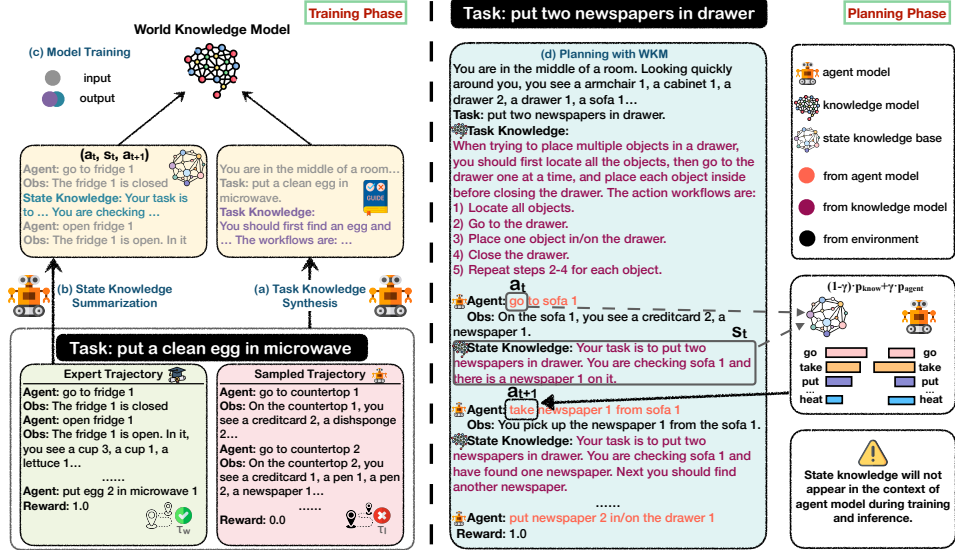 Training Phase
World Knowledge Model
(c) Model Training
input
output
(at, st, at+1)
Agent: go to fridge 1
Obs: The fridge 1 is closed
State Knowledge: Your task is
to … You are checking …
Agent: open fridge 1
Obs: The fridge 1 is open. In it
You are in the middle of a room…
Task: put a clean egg in
microwave.
GUIDE
Task Knowledge:
You should first find an egg and
… The workflows are: …
(b) State Knowledge
Summarization
(a) Task Knowledge
Synthesis
Task: put a clean egg in microwave
Expert Trajectory
Agent: go to fridge 1
Obs: The fridge 1 is closed
Agent: open fridge 1
Obs: The fridge 1 is open. In it,
you see a cup 3, a cup 1, a
lettuce 1…
……
Agent: put egg 2 in microwave 1
Reward: 1.0
τw
Sampled Trajectory
Agent: go to countertop 1
Obs: On the countertop 1, you
see a creditcard 2, a dishsponge
2…
Agent: go to countertop 2
Obs: On the countertop 2, you
see a creditcard 1, a pen 1, a pen
2, a newspaper 1…
……
Reward: 0.0
τl
Task: put two newspapers in drawer
Planning Phase
(d) Planning with WKM
You are in the middle of a room. Looking quickly
around you, you see a armchair 1, a cabinet 1, a
drawer 2, a drawer 1, a sofa 1…
Task: put two newspapers in drawer.
Task Knowledge:
When trying to place multiple objects in a drawer,
you should first locate all the objects, then go to the
drawer one at a time, and place each object inside
before closing the drawer. The action workflows are:
1) Locate all objects.
2) Go to the drawer.
3) Place one object in/on the drawer.
4) Close the drawer.
5) Repeat steps 2-4 for each object.
at
Agent: go to sofa 1
Obs: On the sofa 1, you see a creditcard 2, a
newspaper 1.
st
State Knowledge: Your task is to put two
newspapers in drawer. You are checking sofa 1 and
there is a newspaper 1 on it.
at+1
Agent: take newspaper 1 from sofa 1
Obs: You pick up the newspaper 1 from the sofa 1.
State Knowledge: Your task is to put two
newspapers in drawer. You are checking sofa 1 and
have found one newspaper. Next you should find
another newspaper.
……
Agent: put newspaper 2 in/on the drawer 1
Reward: 1.0
agent model
knowledge model
state knowledge base
from agent model
from knowledge model
from environment
(1-γ)·pknow+γ·pagent
go go
take take
put put
... ...
heat heat
State knowledge will not
appear in the context of
agent model during training
and inference.